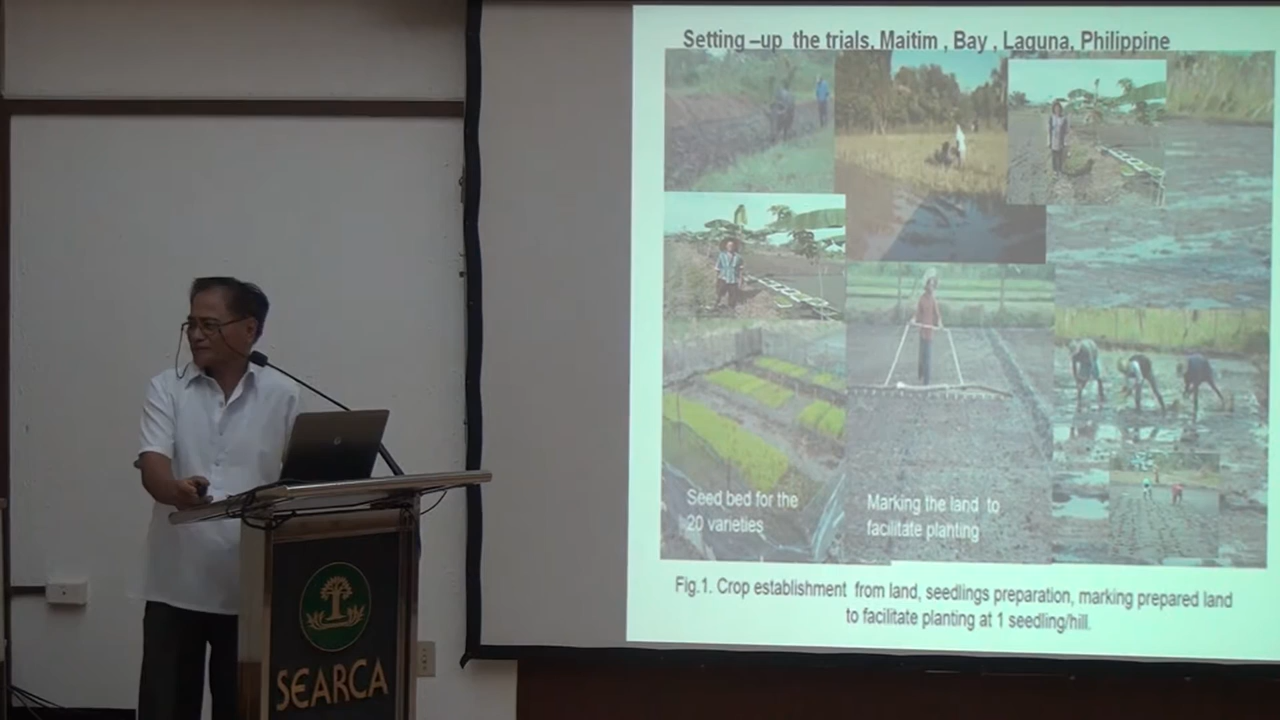 Setting –up the trials, Maitim , Bay , Laguna, Philippine
Seed bed for the
20 varieties
Marking the land to
facilitate planting
Fig.1. Crop establishment from land, seedlings preparation, marking prepared land
to facilitate planting at 1 seedling/hill.
SEARCA